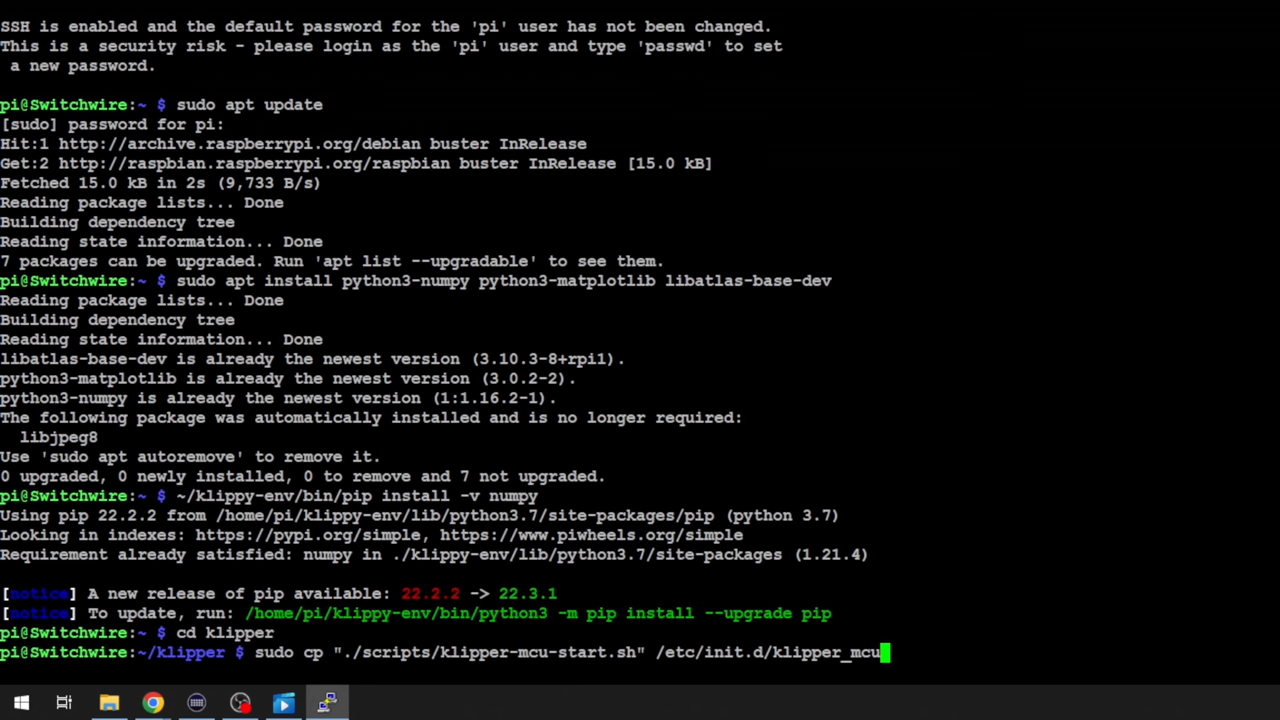 SSH is enabled and the default password for the 'pi' user has not been changed.
This is a security risk - please login as the 'pi' user and type 'passwd' to set
 a new password.
pi@Switchwire:~ $ sudo apt update
[sudo] password for pi:
Hit:1 http://archive.raspberrypi.org/debian buster InRelease
Get:2 http://raspbian.raspberrypi.org/raspbian buster InRelease [15.0 kB]
Fetched 15.0 kB in 2s (9,733 B/s)
Reading package lists... Done
Building dependency tree
Reading state information... Done
7 packages can be upgraded. Run 'apt list --upgradable' to see them.
pi@Switchwire:~ $ sudo apt install python3-numpy python3-matplotlib libatlas-base-dev
Reading package lists... Done
Building dependency tree
Reading state information... Done
libatlas-base-dev is already the newest version (3.10.3-8+rpi1).
python3-matplotlib is already the newest version (3.0.2-2).
python3-numpy is already the newest version (1:1.16.2-1).
The following package was automatically installed and is no longer required:
  libjpeg8
Use 'sudo apt autoremove' to remove it.
0 upgraded, 0 newly installed, 0 to remove and 7 not upgraded.
pi@Switchwire:~ $ ~/klippy-env/bin/pip install -v numpy
Using pip 22.2.2 from /home/pi/klippy-env/lib/python3.7/site-packages/pip (python 3.7)
Looking in indexes: https://pypi.org/simple, https://www.piwheels.org/simple
Requirement already satisfied: numpy in ./klippy-env/lib/python3.7/site-packages (1.21.4)
[notice] A new release of pip available: 22.2.2 -> 22.3.1
[notice] To update, run: /home/pi/klippy-env/bin/python3 -m pip install --upgrade pip
pi@Switchwire:~ $ cd klipper
pi@Switchwire:~/klipper $ sudo cp "./scripts/klipper-mcu-start.sh" /etc/init.d/klipper_mcu